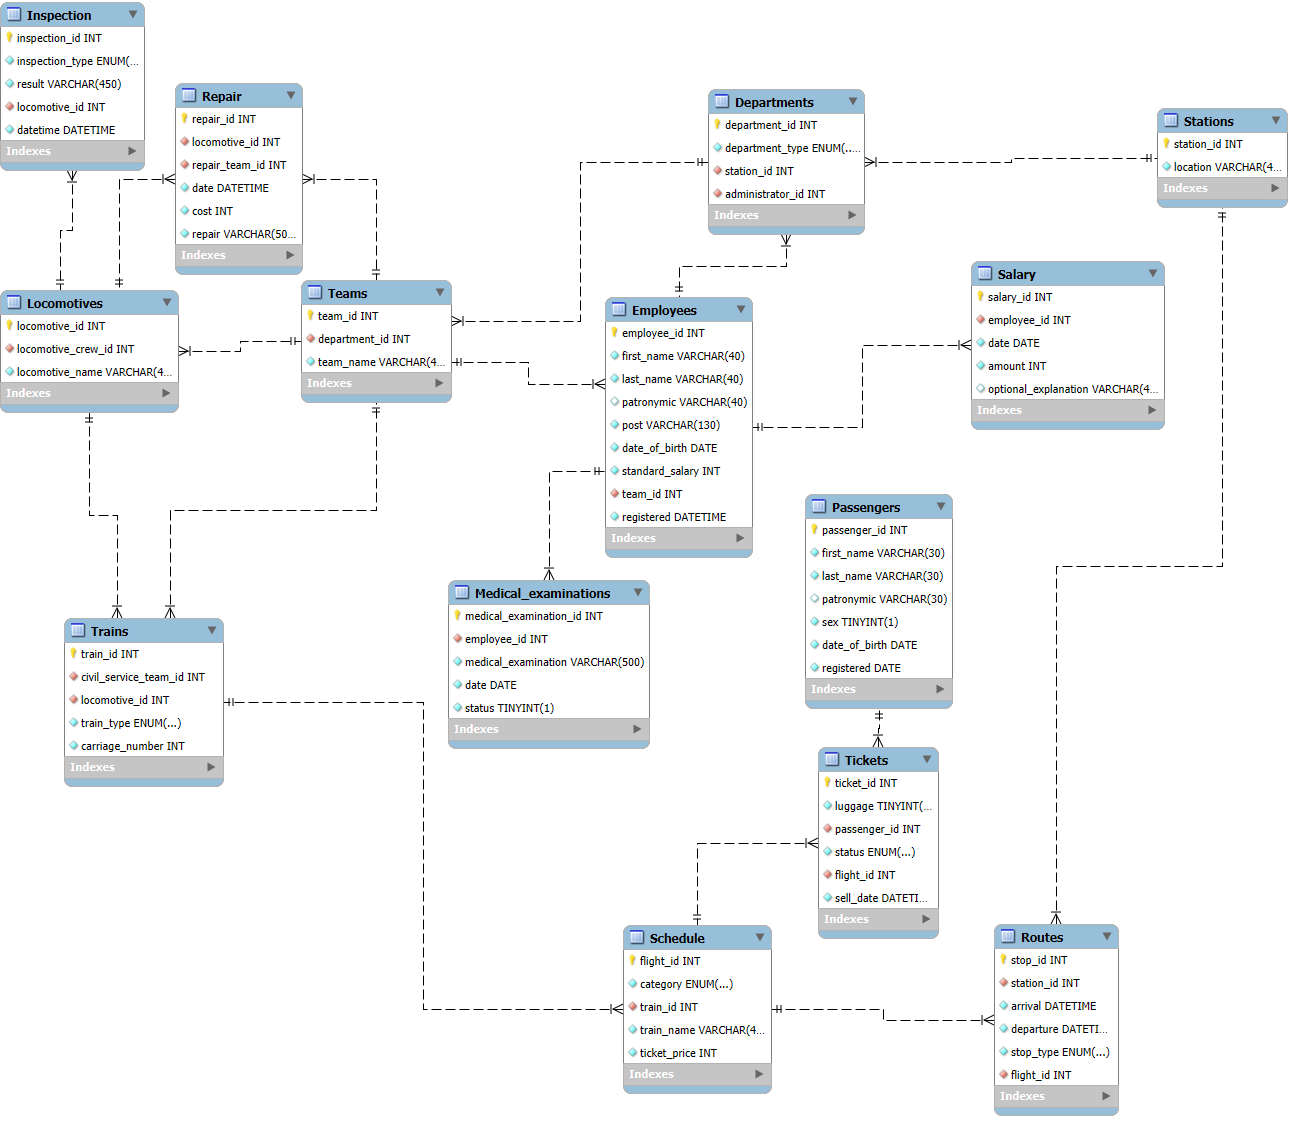 Inspection
inspection_id INT
inspection_type ENUM(...
result VARCHAR(450)
locomotive_id INT
datetime DATETIME
Indexes
Repair
repair_id INT
locomotive_id INT
repair_team_id INT
date DATETIME
cost INT
repair VARCHAR(50...
Indexes
Departments
department_id INT
department_type ENUM(...
station_id INT
administrator_id INT
Indexes
Stations
station_id INT
location VARCHAR(4...
Indexes
Locomotives
locomotive_id INT
locomotive_crew_id INT
locomotive_name VARCHAR(4...
Indexes
Teams
team_id INT
department_id INT
team_name VARCHAR(4...
Indexes
Employees
employee_id INT
first_name VARCHAR(40)
last_name VARCHAR(40)
patronymic VARCHAR(40)
post VARCHAR(130)
date_of_birth DATE
standard_salary INT
team_id INT
registered DATETIME
Indexes
Salary
salary_id INT
employee_id INT
date DATE
amount INT
optional_explanation VARCHAR(4...
Indexes
Passengers
passenger_id INT
first_name VARCHAR(30)
last_name VARCHAR(30)
patronymic VARCHAR(30)
sex TINYINT(1)
date_of_birth DATE
registered DATE
Indexes
Medical_examinations
medical_examination_id INT
employee_id INT
medical_examination VARCHAR(500)
date DATE
status TINYINT(1)
Indexes
Trains
train_id INT
civil_service_team_id INT
locomotive_id INT
train_type ENUM(...)
carriage_number INT
Indexes
Tickets
ticket_id INT
luggage TINYINT(...
passenger_id INT
status ENUM(...)
flight_id INT
sell_date DATETI...
Indexes
Schedule
flight_id INT
category ENUM(...)
train_id INT
train_name VARCHAR(4...
ticket_price INT
Indexes
Routes
stop_id INT
station_id INT
arrival DATETIME
departure DATETI...
stop_type ENUM(...)
flight_id INT
Indexes